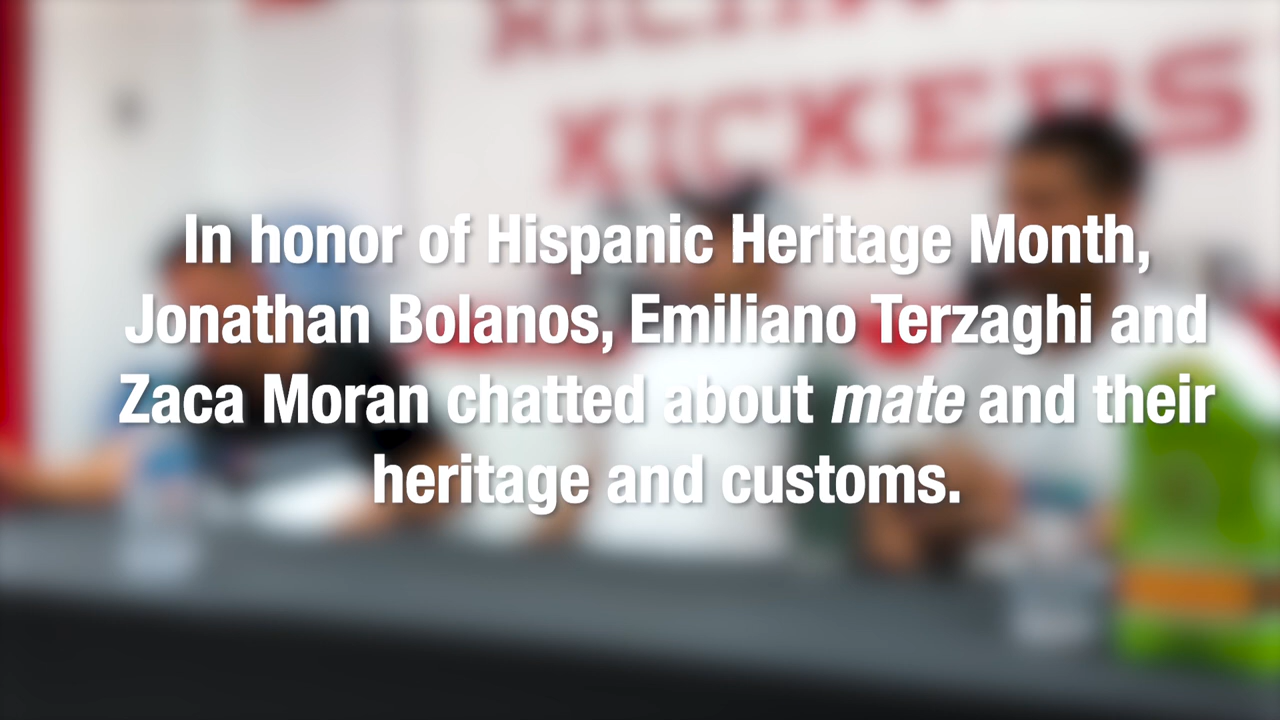 KICKERS
In honor of Hispanic Heritage Month,
Jonathan Bolanos, Emiliano Terzaghi and
Zaca Moran chatted about mate and their
heritage and customs.